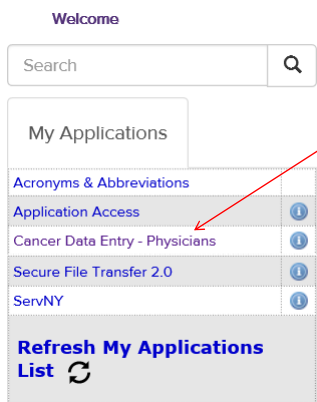 Welcome
Search
My Applications
Acronyms & Abbreviations
Application Access
Cancer Data Entry - Physicians
Secure File Transfer 2.0
ServNY
Refresh My Applications
List